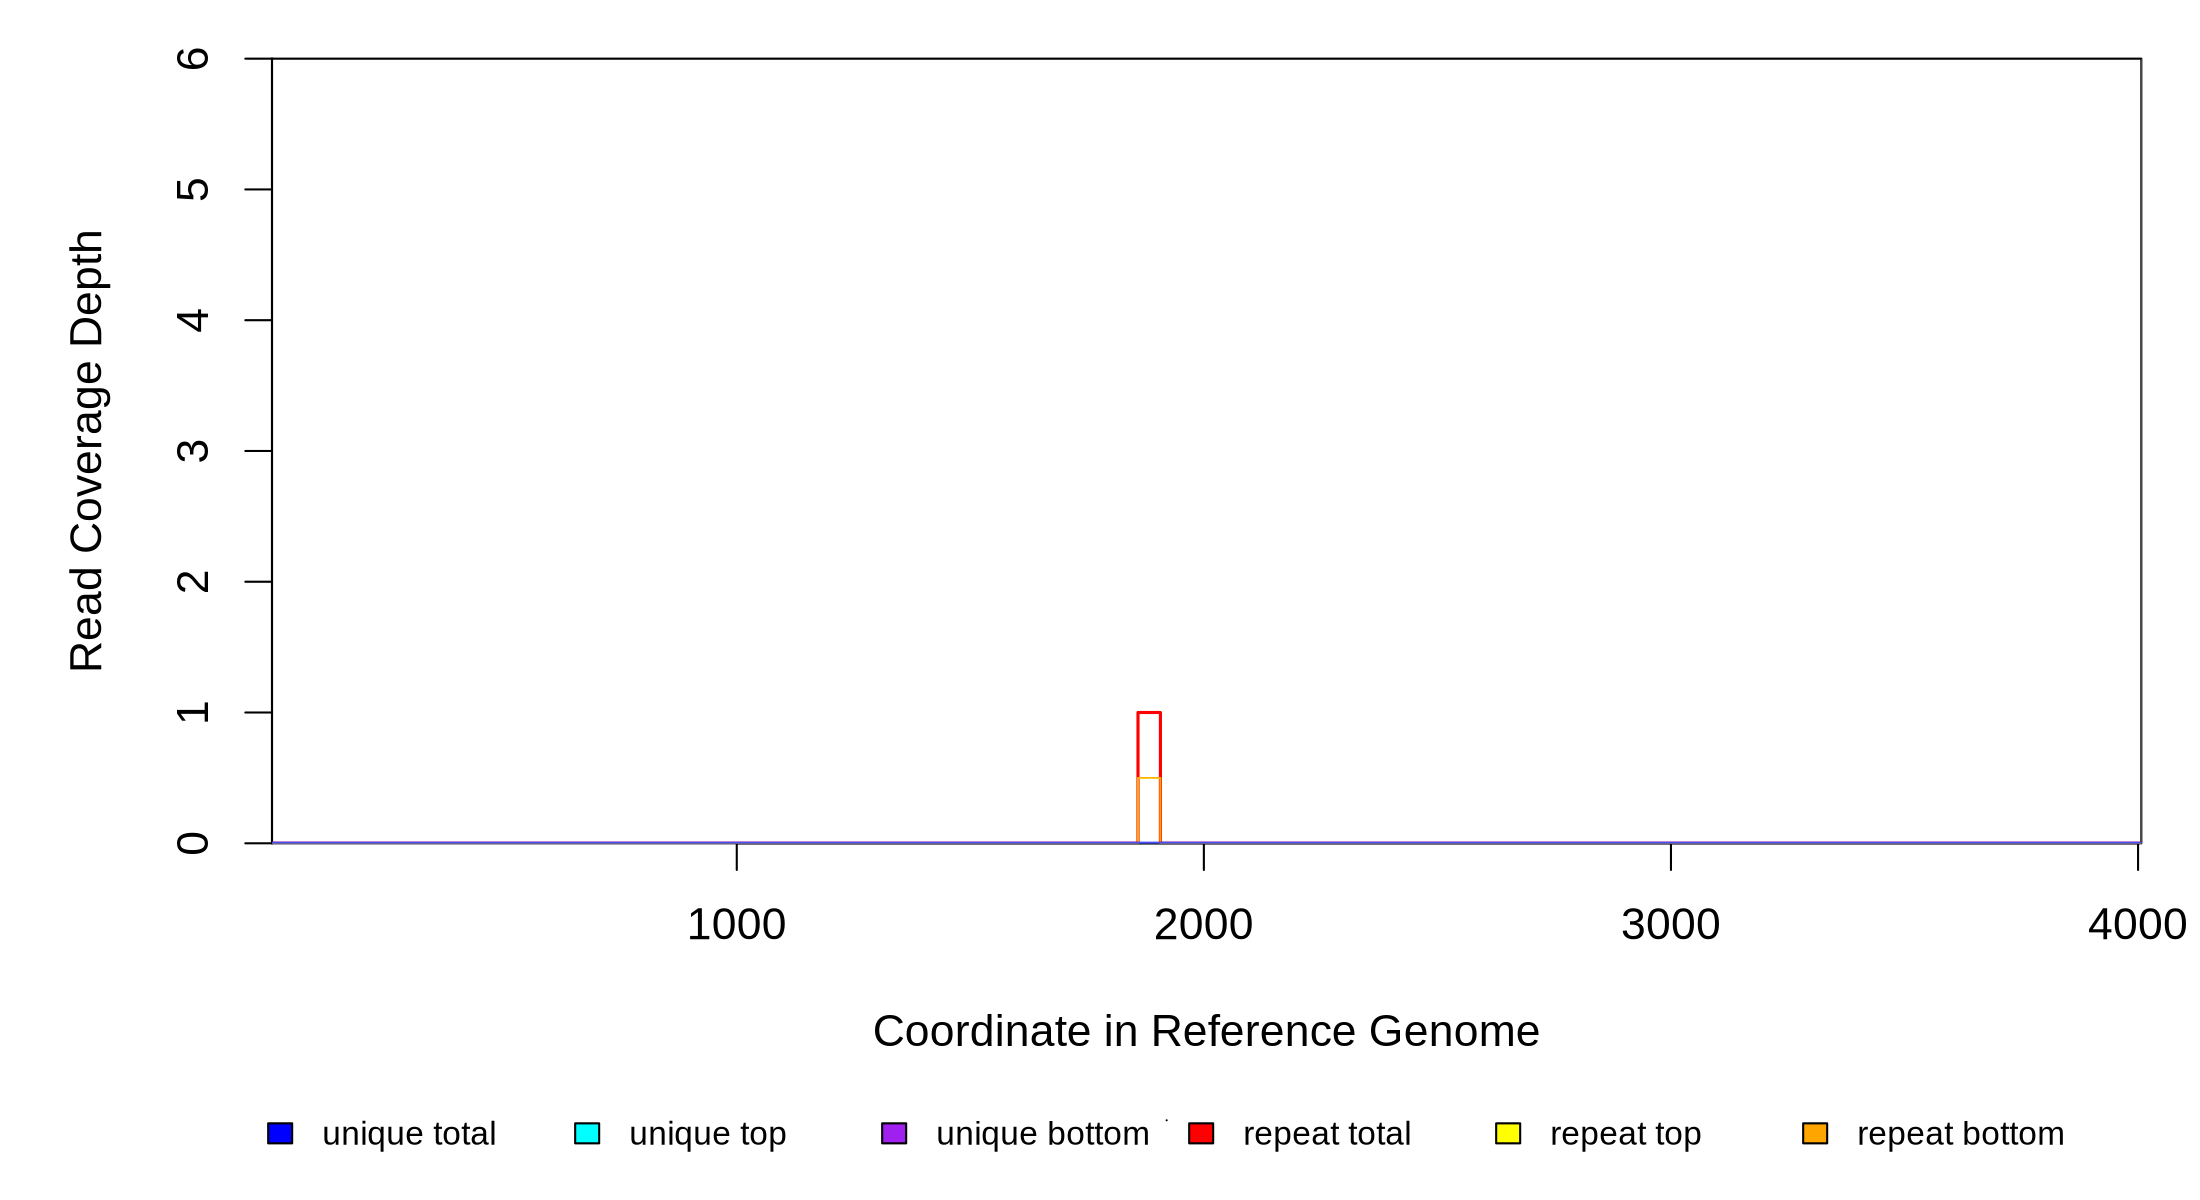 6
5
4
3
2
1
0
Read Coverage Depth
1000 2000 3000 4000
Coordinate in Reference Genome
unique total unique top unique bottom repeat total repeat top repeat bottom